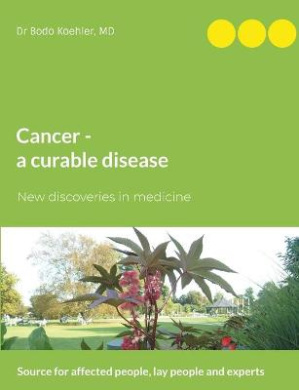 Dr Bodo Koehler, MD
Cancer -
a curable disease
New discoveries in medicine
Source for affected people, lay people and experts